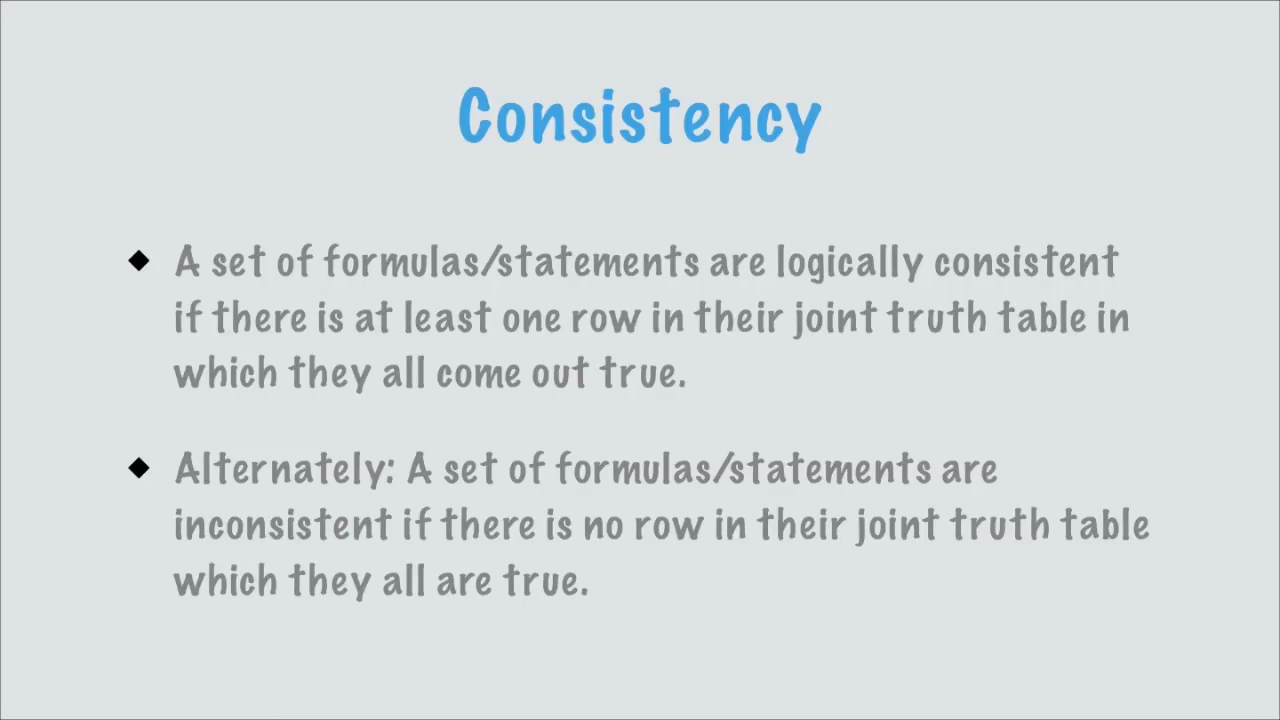 Consistency
◆ A set of formulas/statements are logically consistent
if there is at least one row in their joint truth table in
which they all come out true.
◆ Alternately: A set of formulas/statements are
inconsistent if there is no row in their joint truth table
which they all are true.